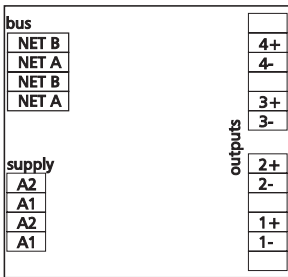 bus
NET B
NET A
NET B
NET A
supply
A2
A1
A2
A1
outputs
4+
4-
3+
3-
2+
2-
1+
1-